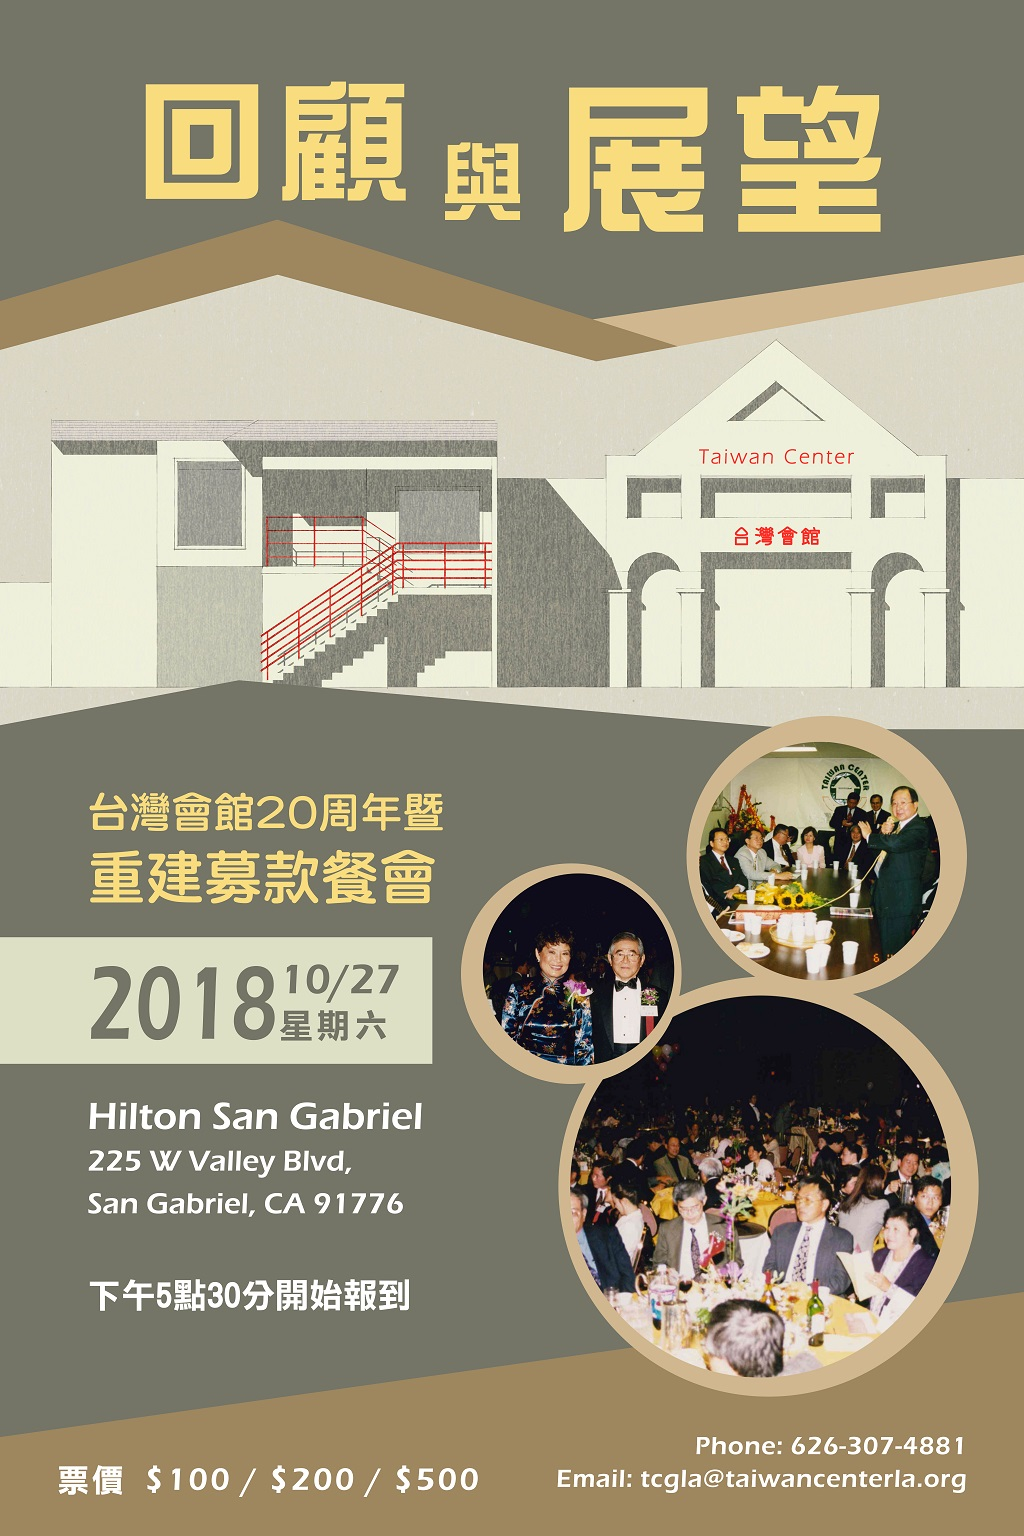 回顧與展望
Taiwan Center
台灣會館
TAIWAN CENTER
台灣會館20周年暨
重建募款餐會
2018 10/27
星期六
Hilton San Gabriel
225 W Valley Blvd,
San Gabriel, CA 91776
下午5點30分開始報到
票價 $100 / $200 / $500
Phone: 626-307-4881
Email: tcgla@taiwancenterla.org